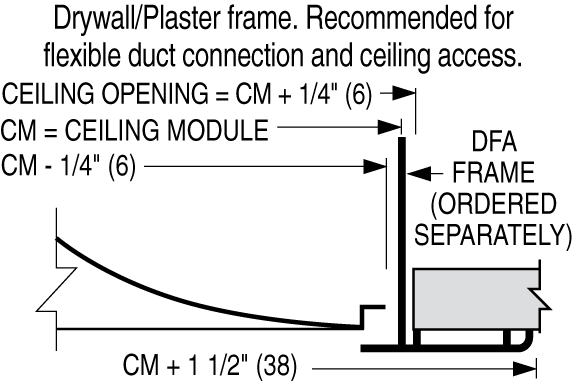 Drywall/Plaster frame. Recommended for
flexible duct connection and ceiling access.
CEILING OPENING = CM + 1/4" (6)
CM = CEILING MODULE
CM - 1/4" (6)
DFA
FRAME
(ORDERED
SEPARATELY)
CM + 1 1/2" (38)